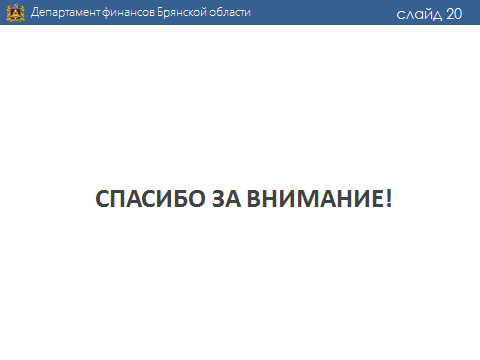 Департамент финансов Брянской области
слайд 20
СПАСИБО ЗА ВНИМАНИЕ!